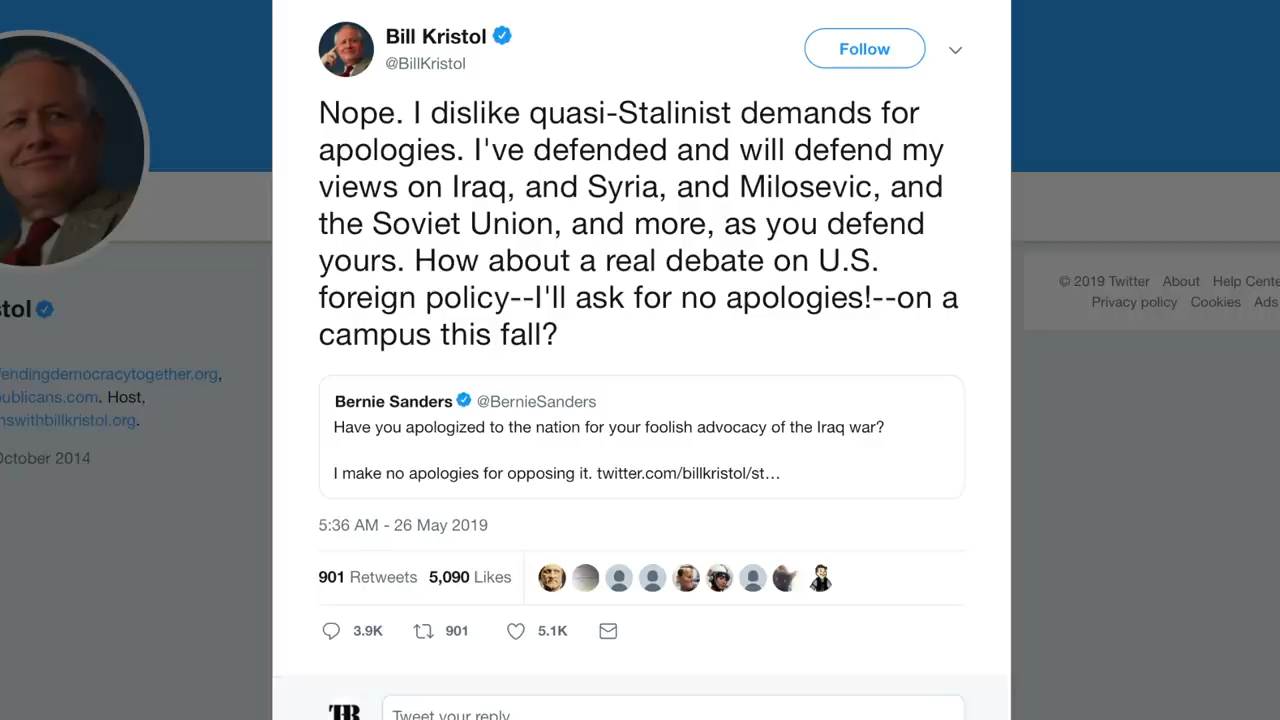 Bill Kristol
@BillKristol
Follow
Nope. I dislike quasi-Stalinist demands for
apologies. I've defended and will defend my
views on Iraq, and Syria, and Milosevic, and
the Soviet Union, and more, as you defend
yours. How about a real debate on U.S.
foreign policy--I'll ask for no apologies!--on a
campus this fall?
Bernie Sanders @BernieSanders
Have you apologized to the nation for your foolish advocacy of the Iraq war?
I make no apologies for opposing it. twitter.com/billkristol/st…
5:36 AM - 26 May 2019
901 Retweets 5,090 Likes
3.9K 901 5.1K
Tweet your reply
stol
fendingdemocracytogether.org,
publicans.com. Host,
nswithbillkristol.org.
October 2014
© 2019 Twitter About Help Cente
Privacy policy Cookies Ads